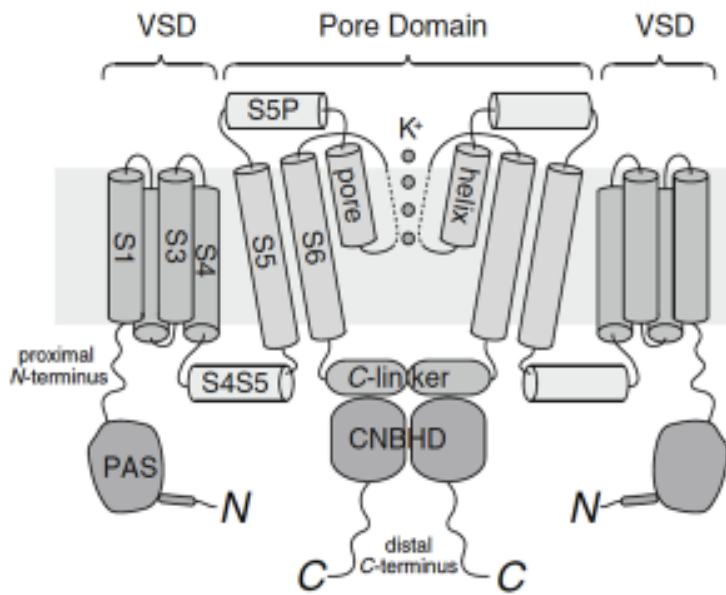 VSD
Pore Domain
VSD
S5P
K+
S1
S3
S4
S5
S6
pore
helix
proximal
N-terminus
S4S5
C-linker
PAS
CNBHD
N
N
distal
C-terminus
C
C